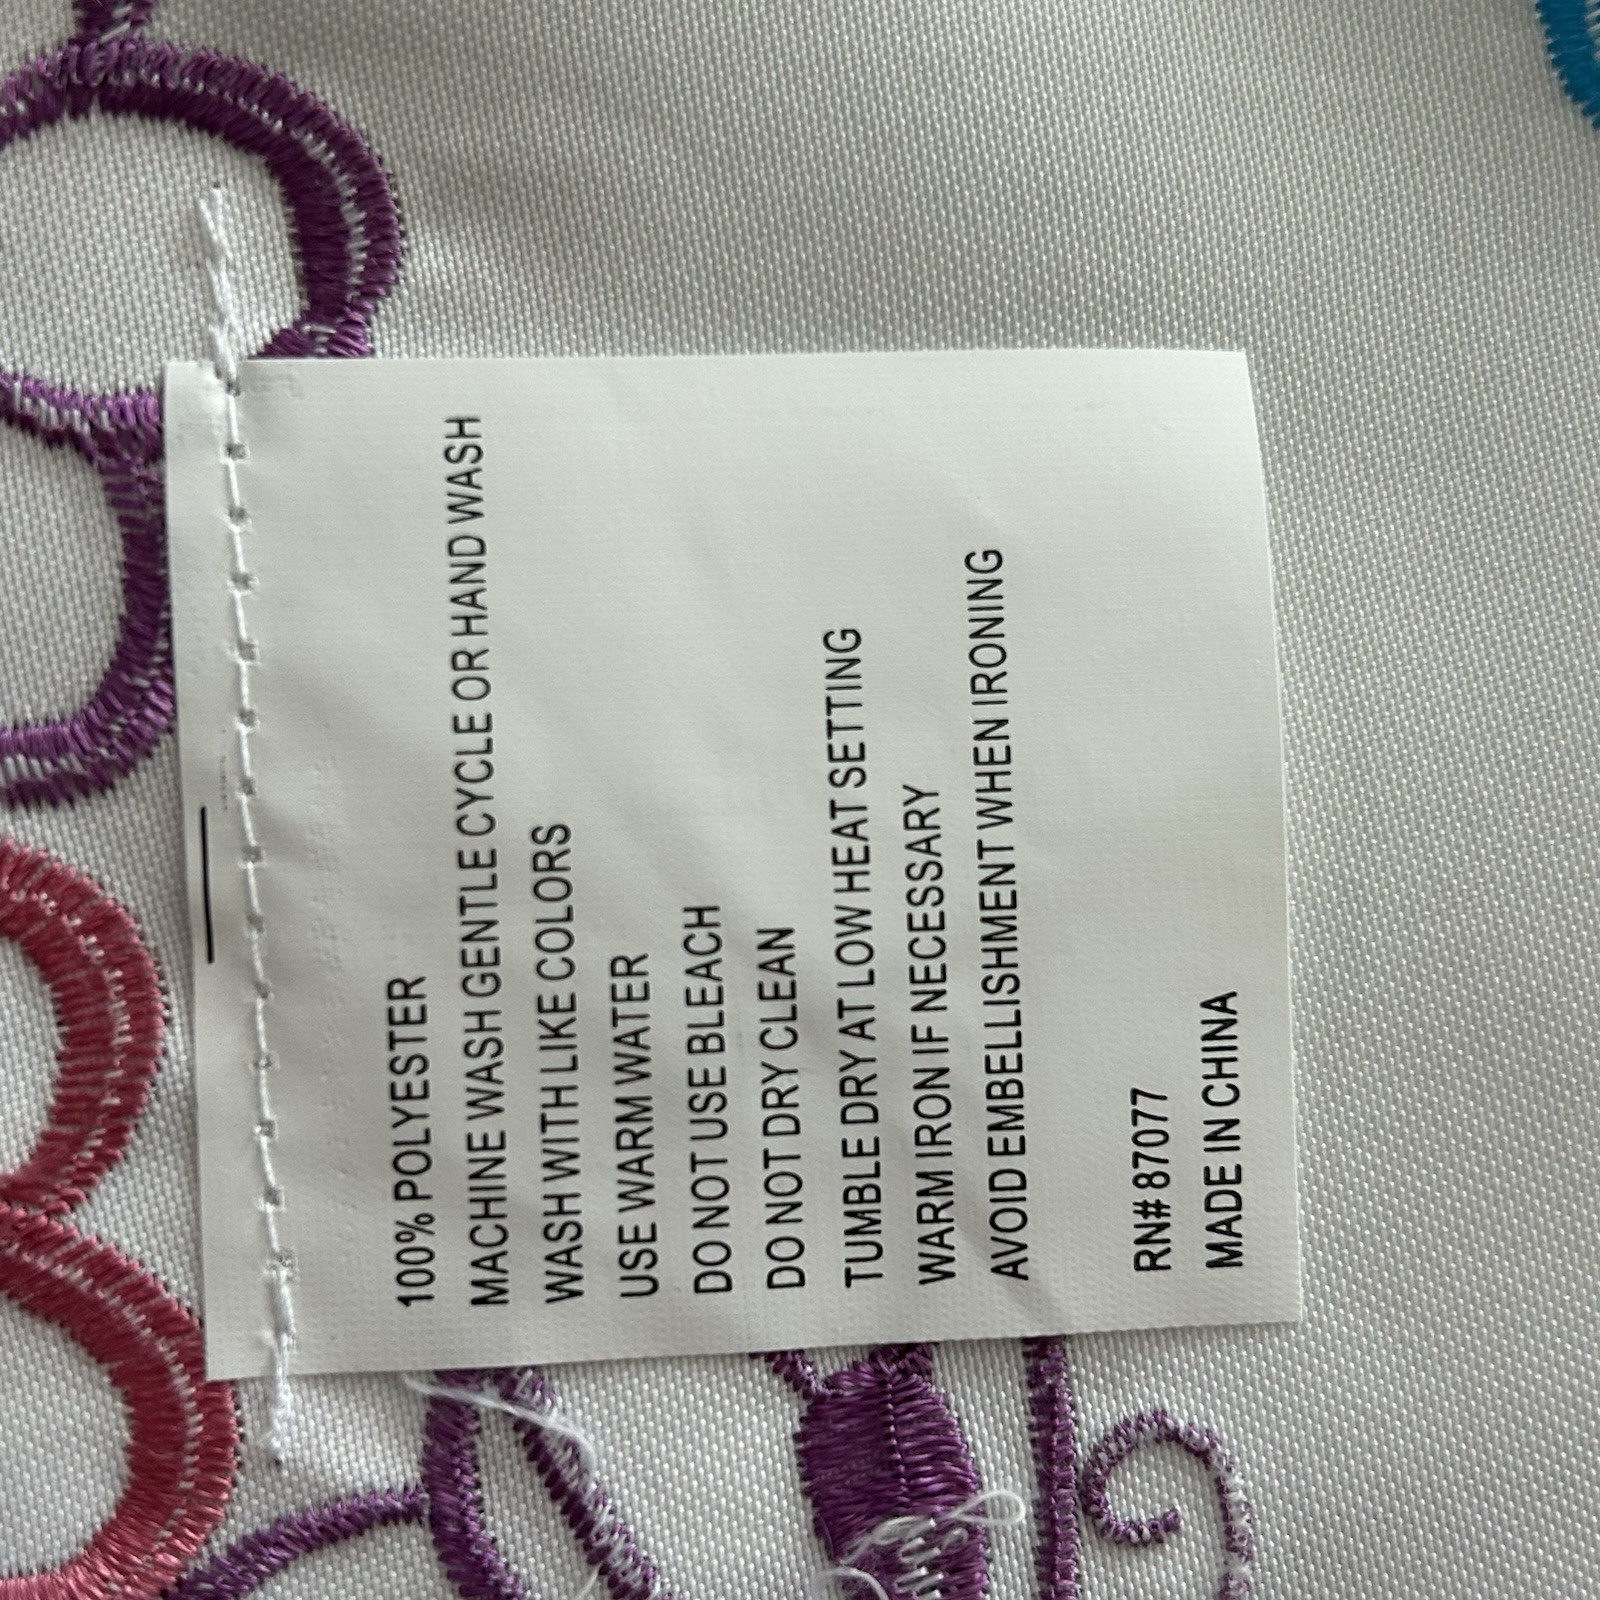 100% POLYESTER
MACHINE WASH GENTLE CYCLE OR HAND WASH
WASH WITH LIKE COLORS
USE WARM WATER
DO NOT USE BLEACH
DO NOT DRY CLEAN
TUMBLE DRY AT LOW HEAT SETTING
WARM IRON IF NECESSARY
AVOID EMBELLISHMENT WHEN IRONING
RN# 87077
MADE IN CHINA